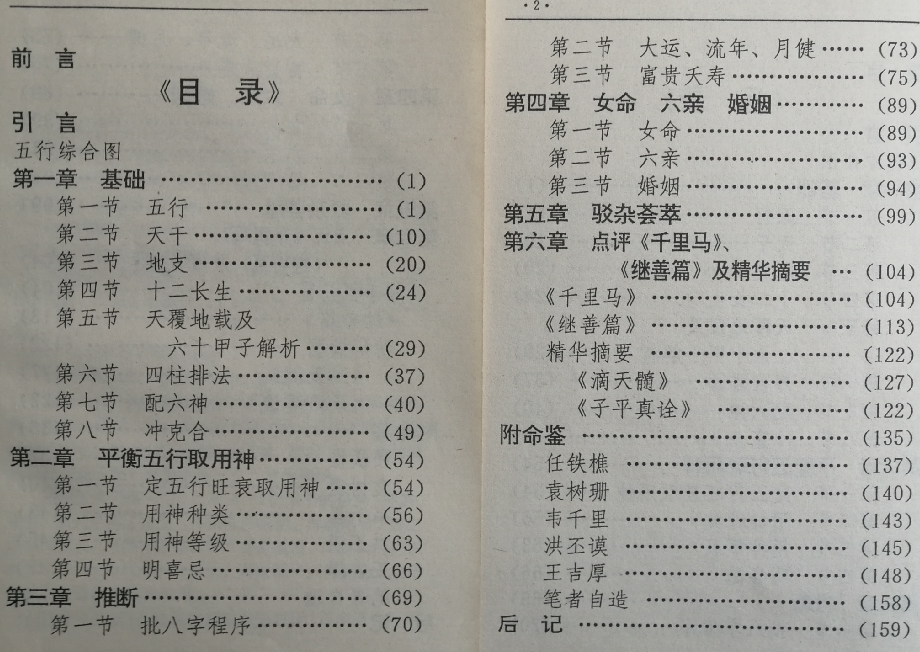 前 言
《目 录》
引 言
五行综合图
第一章 基础 ……………………… (1)
第一节 五行 ………………… (1)
第二节 天干……………………(10)
第三节 地支……………………(20)
第四节 十二长生………………(24)
第五节 天覆地载及
六十甲子解析………(29)
第六节 四柱排法………………(37)
第七节 配六神…………………(40)
第八节 冲克合…………………(49)
第二章 平衡五行取用神…………(54)
第一节 定五行旺衰取用神……(54)
第二节 用神种类………………(56)
第三节 用神等级………………(63)
第四节 明喜忌…………………(66)
第三章 推断………………………(69)
第一节 批八字程序……………(70)
·2·
第二节 大运、流年、月健……(73)
第三节 富贵夭寿………………(75)
第四章 女命 六亲 婚姻…………(89)
第一节 女命……………………(89)
第二节 六亲……………………(93)
第三节 婚姻……………………(94)
第五章 驳杂荟萃…………………(99)
第六章 点评《千里马》、
《继善篇》及精华摘要 …(104)
《千里马》……………………(104)
《继善篇》……………………(113)
精华摘要 ……………………(122)
《滴天髓》 ………………(127)
《子平真诠》 ……………(122)
附命鉴 …………………………(135)
任铁樵 ………………………(137)
袁树珊 ………………………(140)
韦千里 ………………………(143)
洪丕谟 ………………………(145)
王吉厚 ………………………(148)
笔者自造 ……………………(158)
后 记 ……………………………(159)